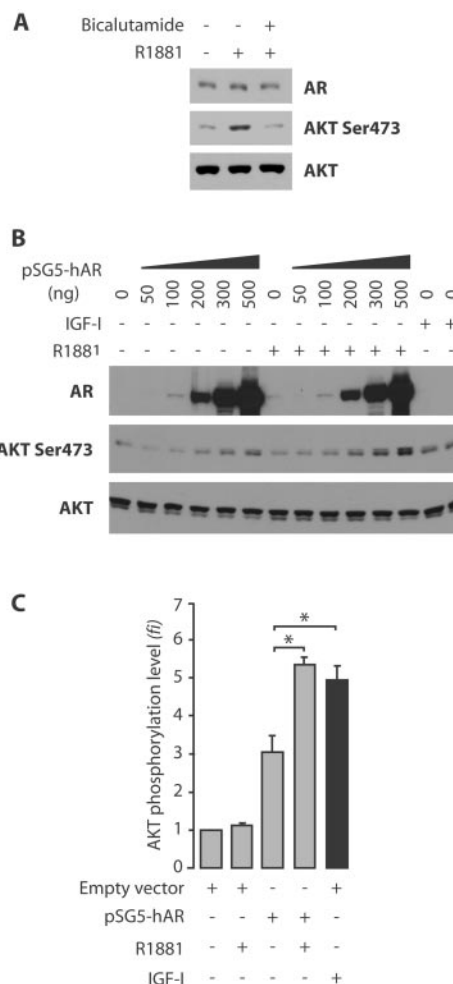 A
Bicalutamide - - +
R1881 - + +
AR
AKT Ser473
AKT
B
pSG5-hAR
(ng)
0 50 100 200 300 500 0 50 100 200 300 500 0 0
IGF-I - - - - - - - - - - - - + +
R1881 - - - - - - + + + + + + - -
AR
AKT Ser473
AKT
C
AKT phosphorylation level (fi)
7
6
5
4
3
2
1
0
*
*
Empty vector + + - - +
pSG5-hAR - - + + -
R1881 - + - + -
IGF-I - - - - +